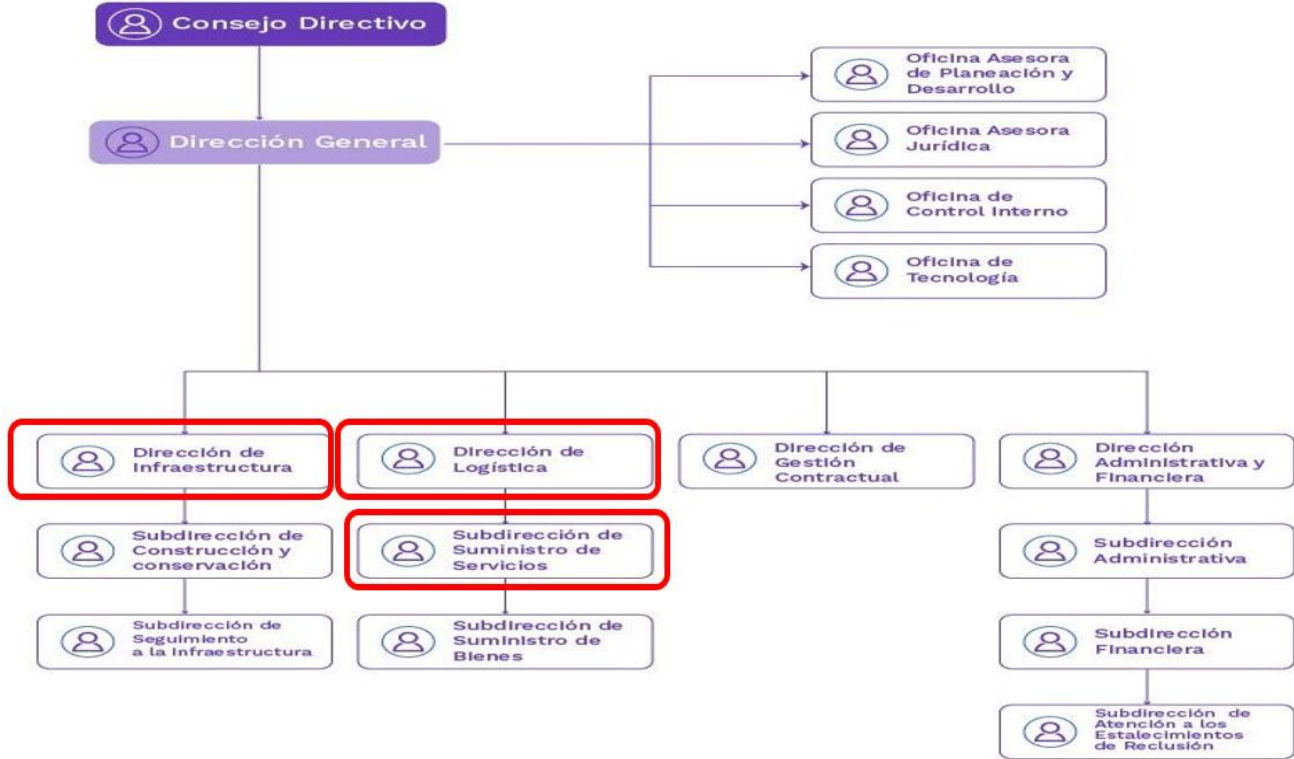 Consejo Directivo
Dirección General
Oficina Asesora
de Planeación y
Desarrollo
Oficina Asesora
Jurídica
Oficina de
Control Interno
Oficina de
Tecnología
Dirección de
Infraestructura
Dirección de
Logística
Dirección de
Gestión
Contractual
Dirección
Administrativa y
Financiera
Subdirección de
Construcción y
conservación
Subdirección de
Suministro de
Servicios
Subdirección
Administrativa
Subdirección de
Seguimiento
a la Infraestructura
Subdirección de
Suministro de
Bienes
Subdirección
Financiera
Subdirección de
Atención a los
Estalecimientos
de Reclusión